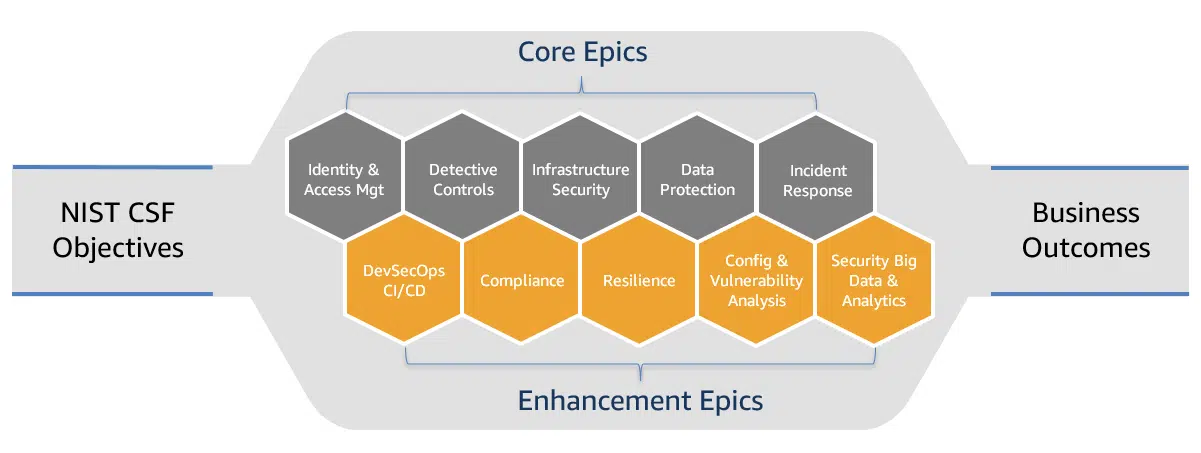 Core Epics
Identity &
Access Mgt
Detective
Controls
Infrastructure
Security
Data
Protection
Incident
Response
NIST CSF
Objectives
Business
Outcomes
DevSecOps
CI/CD
Compliance
Resilience
Config &
Vulnerability
Analysis
Security Big
Data &
Analytics
Enhancement Epics